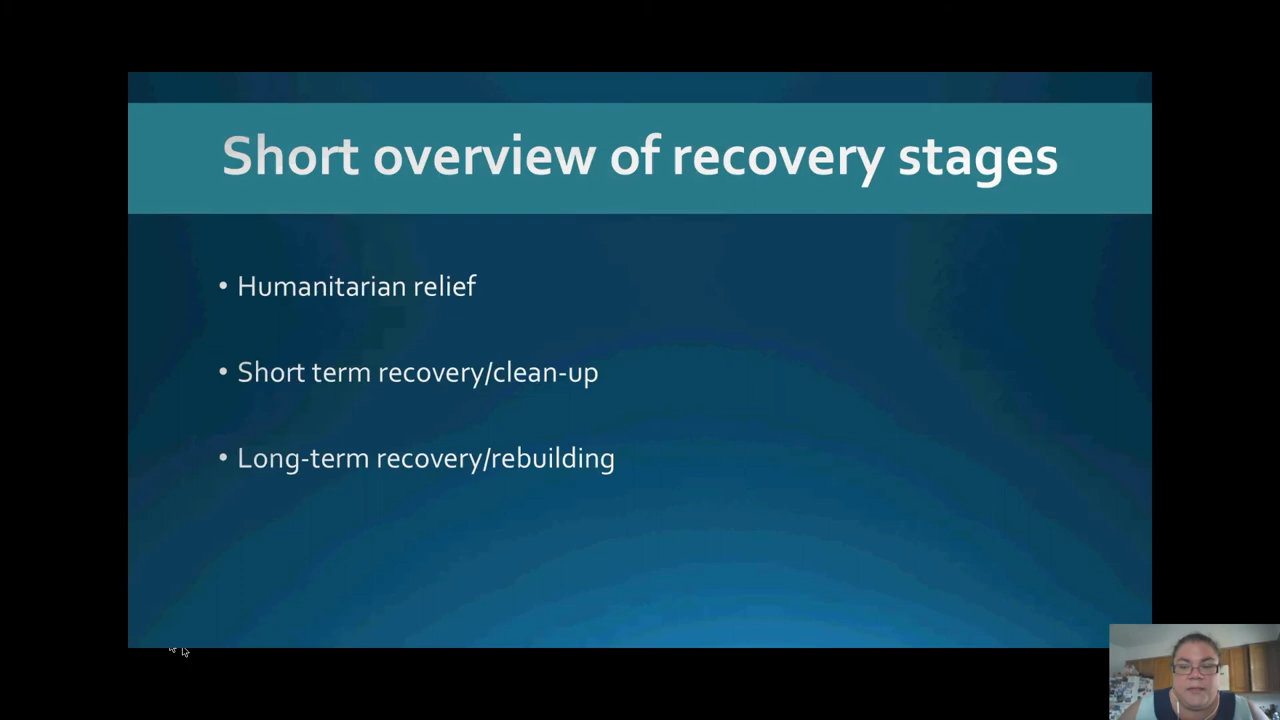 Short overview of recovery stages
• Humanitarian relief
• Short term recovery/clean-up
• Long-term recovery/rebuilding